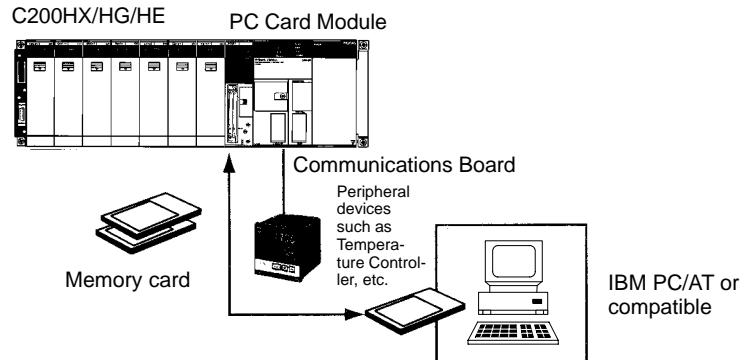 C200HX/HG/HE
PC Card Module
Communications Board
Peripheral
devices
such as
Tempera-
ture Control-
ler, etc.
Memory card
IBM PC/AT or
compatible